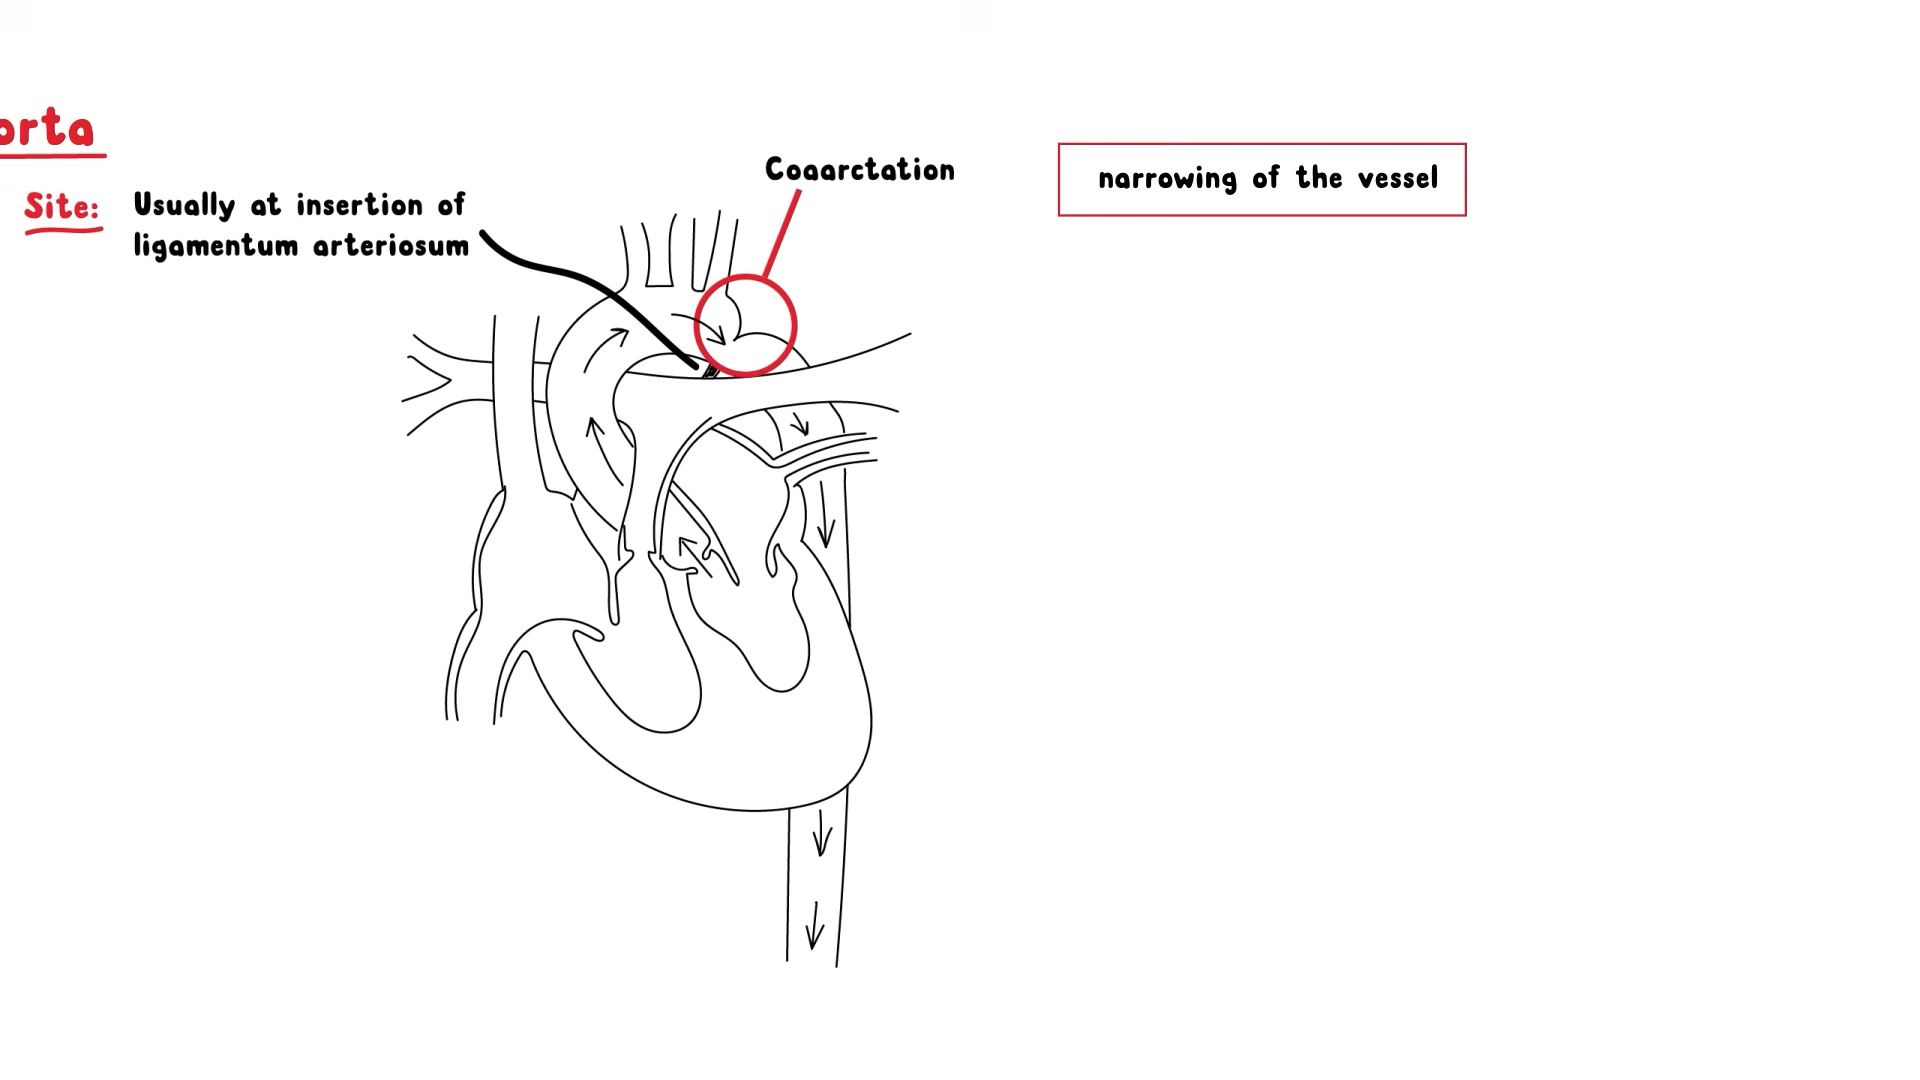 orta
Coaarctation
narrowing of the vessel
Site: Usually at insertion of
ligamentum arteriosum